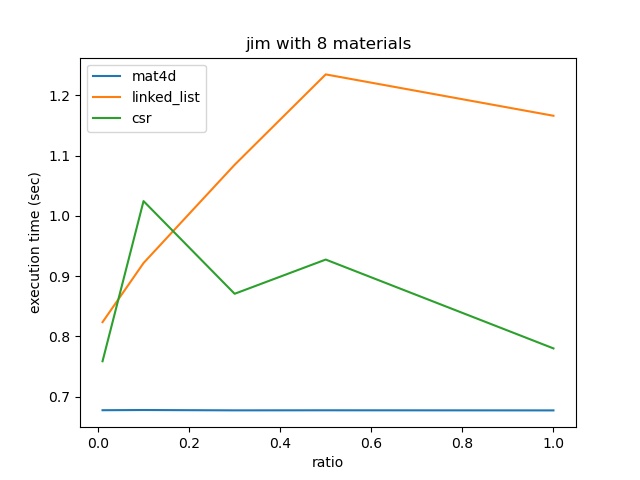 jim with 8 materials
mat4d
linked_list
csr
execution time (sec)
1.2
1.1
1.0
0.9
0.8
0.7
0.0 0.2 0.4 0.6 0.8 1.0
ratio